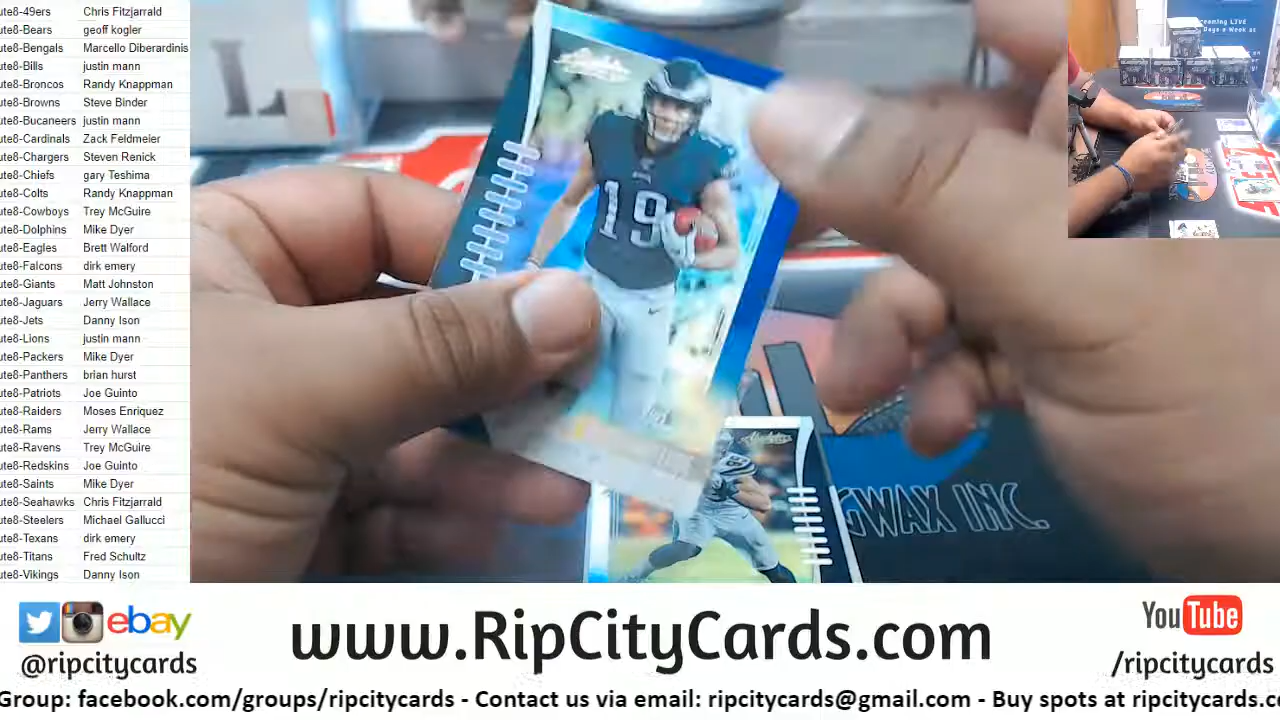 ute8-49ers Chris Fitzjarrald
ute8-Bears geoff kogler
ute8-Bengals Marcello Diberardinis
ute8-Bills justin mann
ute8-Broncos Randy Knappman
ute8-Browns Steve Binder
ute8-Bucaneers justin mann
ute8-Cardinals Zack Feldmeier
ute8-Chargers Steven Renick
ute8-Chiefs gary Teshima
ute8-Colts Randy Knappman
ute8-Cowboys Trey McGuire
ute8-Dolphins Mike Dyer
ute8-Eagles Brett Walford
ute8-Falcons dirk emery
ute8-Giants Matt Johnston
ute8-Jaguars Jerry Wallace
ute8-Jets Danny Ison
ute8-Lions justin mann
ute8-Packers Mike Dyer
ute8-Panthers brian hurst
ute8-Patriots Joe Guinto
ute8-Raiders Moses Enriquez
ute8-Rams Jerry Wallace
ute8-Ravens Trey McGuire
ute8-Redskins Joe Guinto
ute8-Saints Mike Dyer
ute8-Seahawks Chris Fitzjarrald
ute8-Steelers Michael Gallucci
ute8-Texans dirk emery
ute8-Titans Fred Schultz
ute8-Vikings Danny Ison
L
Absolute
19
Absolute
GWAX INC.
eaming LIVE
Days a Week at
ebay
@ripcitycards
www.RipCityCards.com
YouTube
/ripcitycards
Group: facebook.com/groups/ripcitycards - Contact us via email: ripcitycards@gmail.com - Buy spots at ripcitycards.c